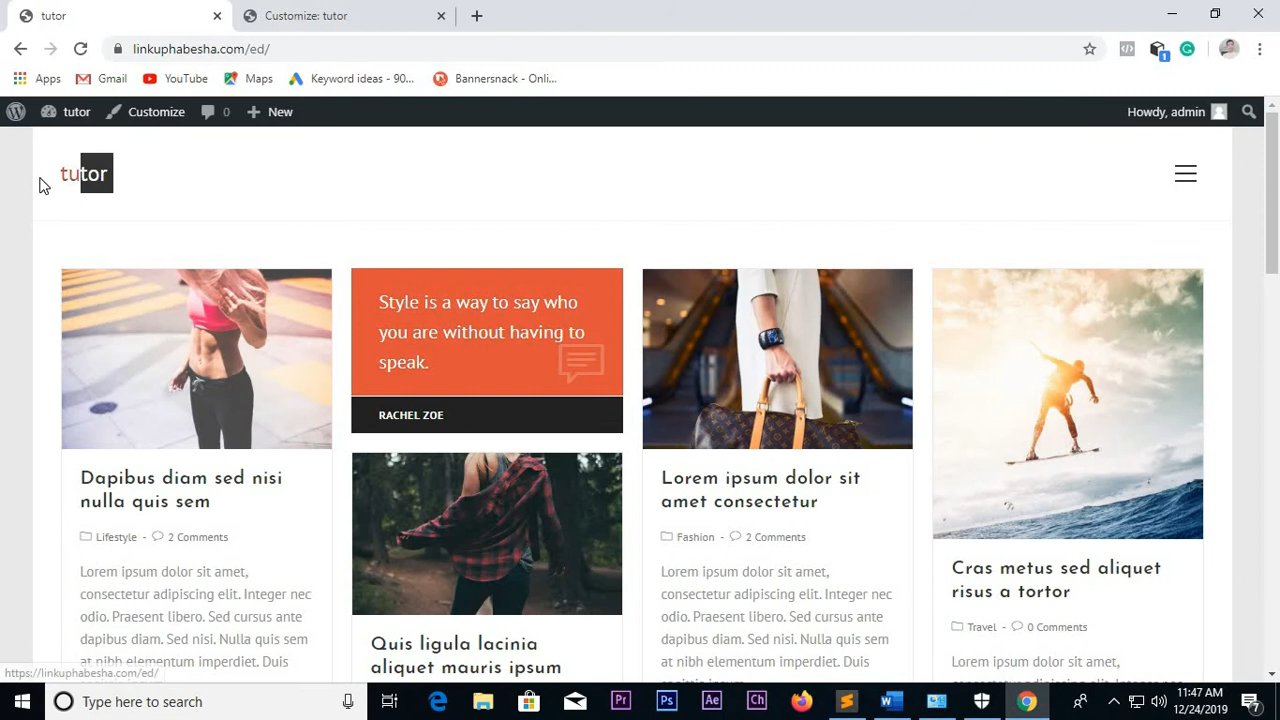 tutor
Customize: tutor
linkuphabesha.com/ed/
Apps
Gmail
YouTube
Maps
Keyword ideas - 90...
Bannersnack - Onli...
1
tutor
Customize
0
New
Howdy, admin
tutor
Style is a way to say who
you are without having to
speak.
RACHEL ZOE
Dapibus diam sed nisi
nulla quis sem
Lifestyle - 2 Comments
Lorem ipsum dolor sit amet,
consectetur adipiscing elit. Integer nec
odio. Praesent libero. Sed cursus ante
dapibus diam. Sed nisi. Nulla quis sem
at nibh elementum imperdiet. Duis
Quis ligula lacinia
aliquet mauris ipsum
Lorem ipsum dolor sit
amet consectetur
Fashion - 2 Comments
Lorem ipsum dolor sit amet,
consectetur adipiscing elit. Integer nec
odio. Praesent libero. Sed cursus ante
dapibus diam. Sed nisi. Nulla quis sem
at nibh elementum imperdiet. Duis
Cras metus sed aliquet
risus a tortor
Travel - 0 Comments
Lorem ipsum dolor sit amet,
https://linkuphabesha.com/ed/
Type here to search
Pr
Ps
Ae
Ch
11:47 AM
12/24/2019
7